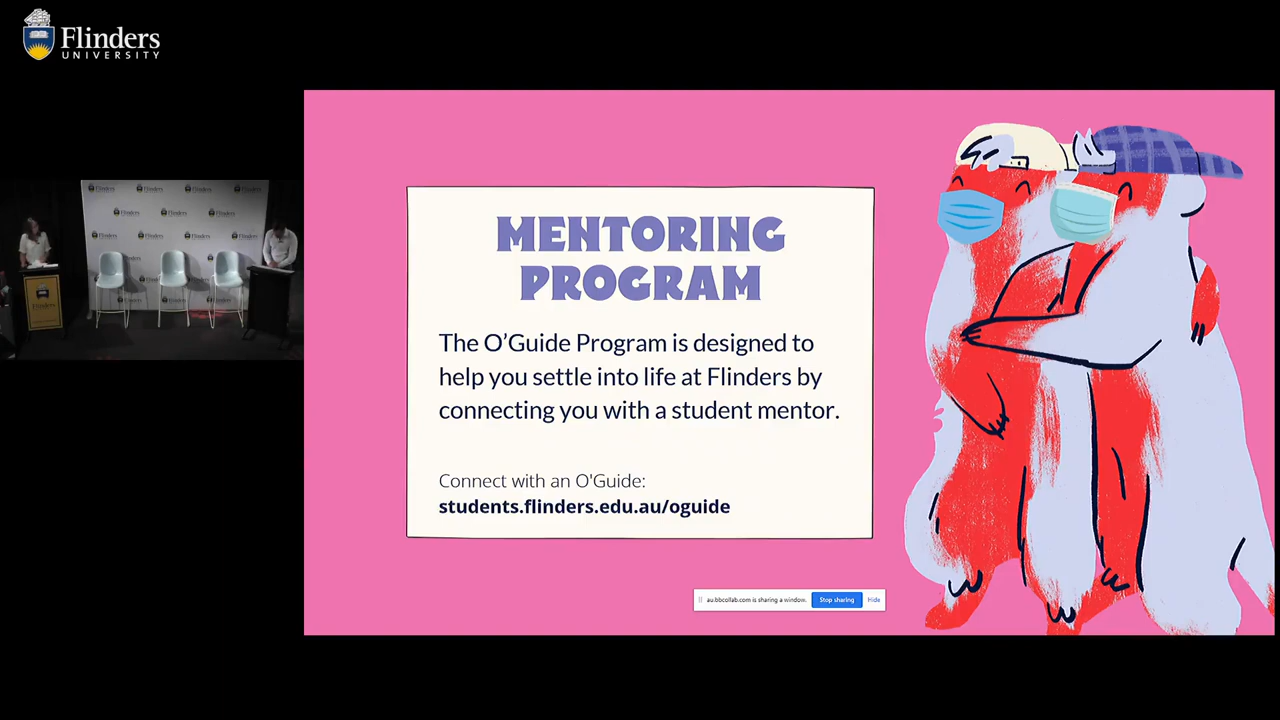 Flinders
UNIVERSITY
MENTORING
PROGRAM
The O'Guide Program is designed to
help you settle into life at Flinders by
connecting you with a student mentor.
Connect with an O'Guide:
students.flinders.edu.au/oguide
au.bbcollab.com is sharing a window.
Stop sharing
Hide
Flinders